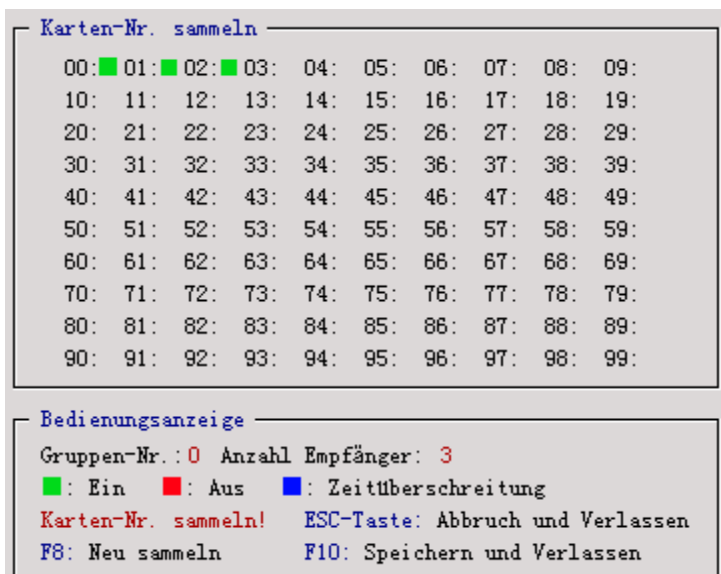 Karten-Nr. sammeln
00: 01: 02: 03: 04: 05: 06: 07: 08: 09:
10: 11: 12: 13: 14: 15: 16: 17: 18: 19:
20: 21: 22: 23: 24: 25: 26: 27: 28: 29:
30: 31: 32: 33: 34: 35: 36: 37: 38: 39:
40: 41: 42: 43: 44: 45: 46: 47: 48: 49:
50: 51: 52: 53: 54: 55: 56: 57: 58: 59:
60: 61: 62: 63: 64: 65: 66: 67: 68: 69:
70: 71: 72: 73: 74: 75: 76: 77: 78: 79:
80: 81: 82: 83: 84: 85: 86: 87: 88: 89:
90: 91: 92: 93: 94: 95: 96: 97: 98: 99:
Bedienungsanzeige
Gruppen-Nr.:0 Anzahl Empfänger: 3
: Ein : Aus : Zeitüberschreitung
Karten-Nr. sammeln! ESC-Taste: Abbruch und Verlassen
F8: Neu sammeln F10: Speichern und Verlassen